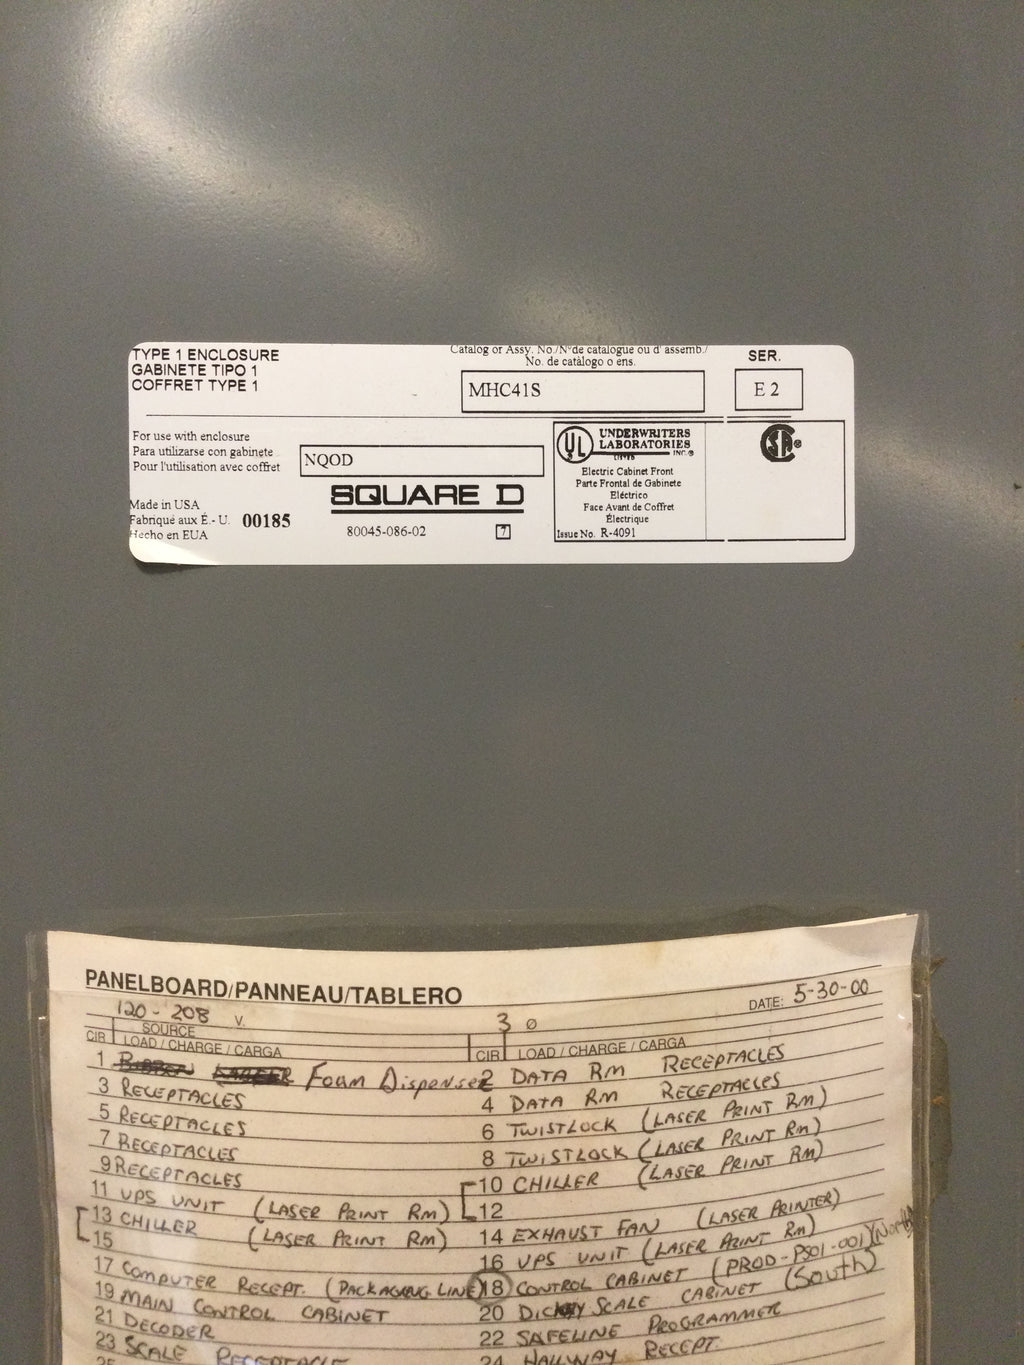 TYPE 1 ENCLOSURE
GABINETE TIPO 1
COFFRET TYPE 1
Catalog or Assy. No./N° de catalogue ou d' assemb./
No. de catàlogo o ens.
MHC41S
SER.
E 2
For use with enclosure
Para utilizarse con gabinete
Pour l'utilisation avec coffret
NQOD
SQUARE D
Made in USA
Fabriqué aux É.- U.
Hecho en EUA
00185
80045-086-02
7
UL
UNDERWRITERS
LABORATORIES
INC.®
LISTED
Electric Cabinet Front
Parte Frontal de Gabinete
Eléctrico
Face Avant de Coffret
Électrique
Issue No. R-4091
SA®
PANELBOARD/PANNEAU/TABLERO
DATE: 5-30-00
120 - 208 V.
3 ø
SOURCE
CIR LOAD / CHARGE / CARGA
CIR LOAD / CHARGE / CARGA
1 Foam Dispenser
2 DATA RM RECEPTACLES
3 RECEPTACLES
4 DATA RM RECEPTACLES
5 RECEPTACLES
6 TWISTLOCK (LASER PRINT RM)
7 RECEPTACLES
8 TWISTLOCK (LASER PRINT RM)
9 RECEPTACLES
10 CHILLER (LASER PRINT RM)
11 UPS UNIT (LASER PRINT RM)
12
13 CHILLER (LASER PRINT RM)
14 EXHAUST FAN (LASER PRINTER)
15
16 UPS UNIT (LASER PRINT RM)
17 COMPUTER RECEPT. (PACKAGING LINE)
18 CONTROL CABINET (PROD-PS01-001)(North)
19 MAIN CONTROL CABINET
20 SCALE CABINET (South)
21 DECODER
22 SAFELINE PROGRAMMER
23 SCALE RECEPTACLE
24 HALLWAY RECEPT.